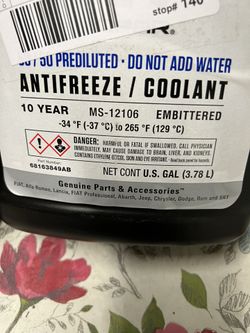 stop# 140
50/50 PREDILUTED • DO NOT ADD WATER
ANTIFREEZE / COOLANT
10 YEAR MS-12106 EMBITTERED
-34 °F (-37 °C) to 265 °F (129 °C)
DANGER: HARMFUL OR FATAL IF SWALLOWED. CALL PHYSICIAN
IMMEDIATELY. MAY CAUSE DAMAGE TO BRAIN, LIVER, AND KIDNEYS.
CONTAINS ETHYLENE GLYCOL. SKIN AND EYE IRRITANT.
Part Number:
68163849AB
NET CONT U.S. GAL (3.78 L)
Genuine Parts & Accessories
FIAT, Alfa Romeo, Lancia, FIAT Professional, Abarth, Jeep, Chrysler, Dodge, Ram and SRT